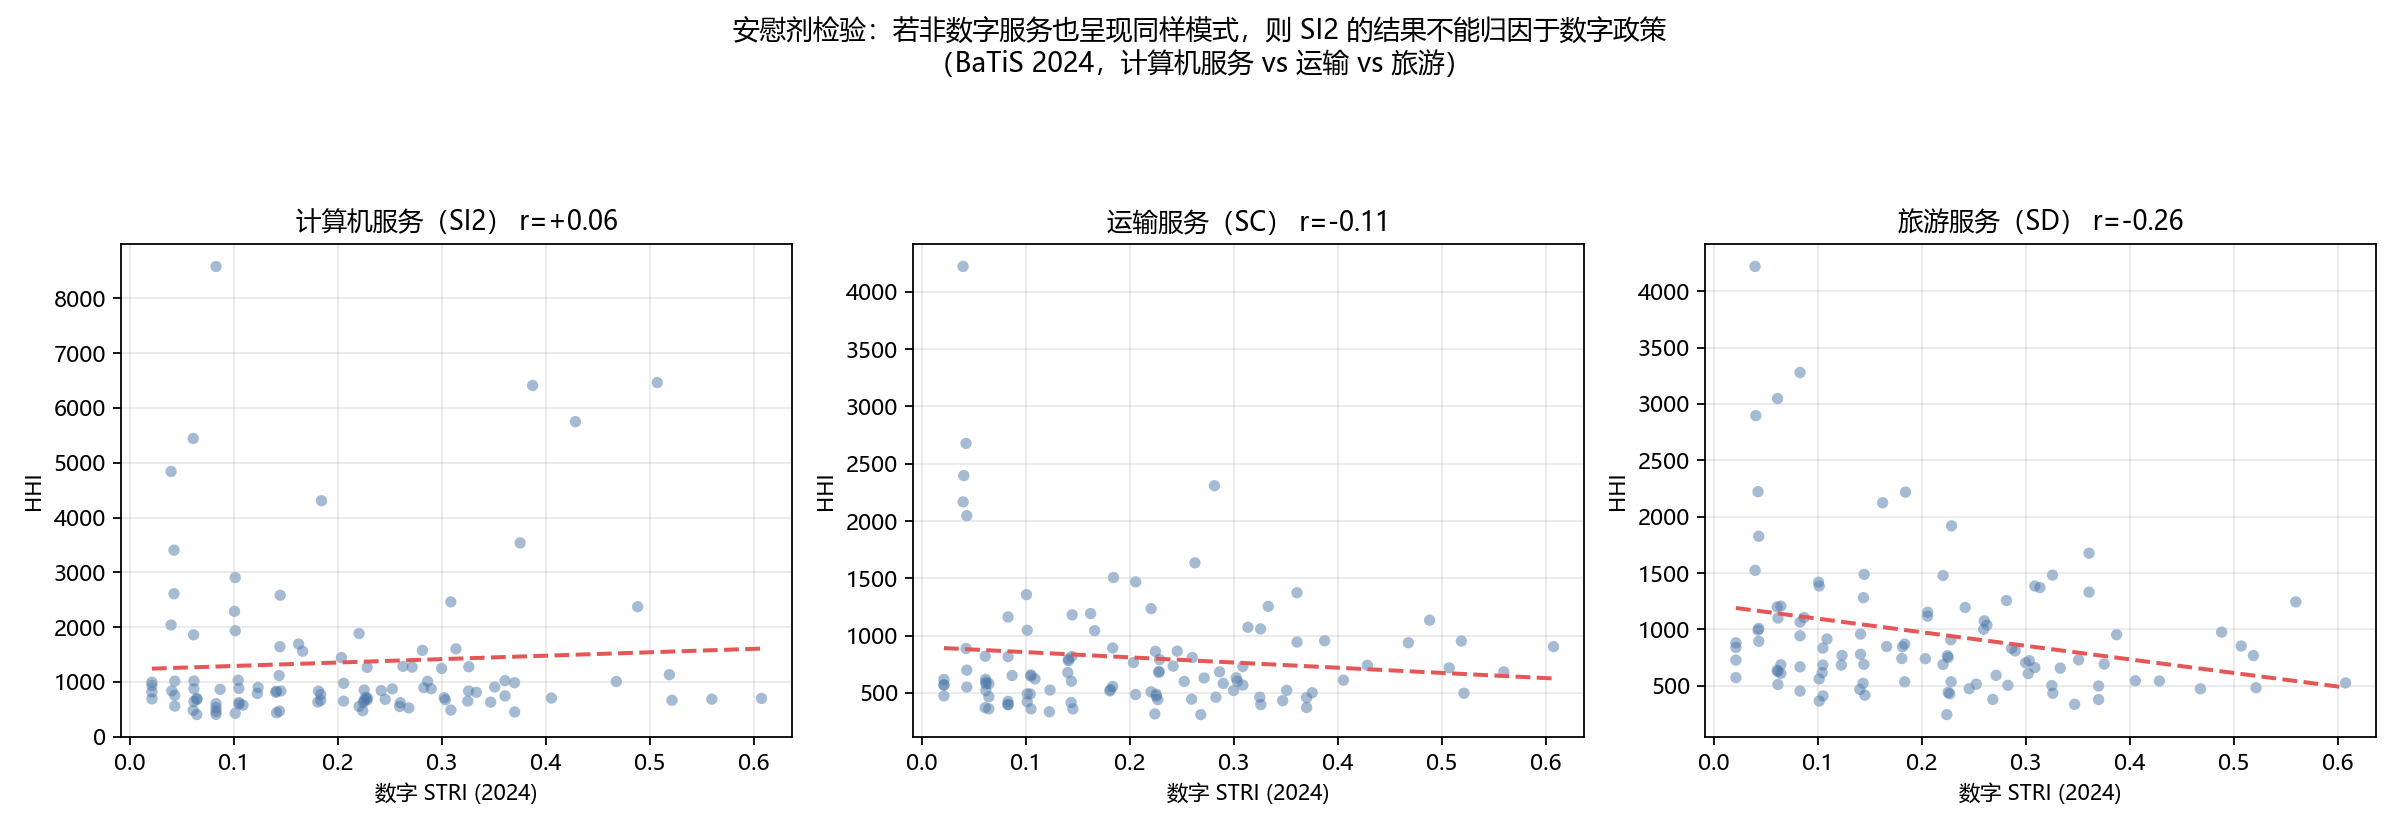 安慰剂检验：若非数字服务也呈现同样模式，则 SI2 的结果不能归因于数字政策
（BaTiS 2024，计算机服务 vs 运输 vs 旅游）
计算机服务（SI2） r=+0.06
HHI
8000
7000
6000
5000
4000
3000
2000
1000
0
0.0 0.1 0.2 0.3 0.4 0.5 0.6
数字 STRI (2024)
运输服务（SC） r=-0.11
HHI
4000
3500
3000
2500
2000
1500
1000
500
0.0 0.1 0.2 0.3 0.4 0.5 0.6
数字 STRI (2024)
旅游服务（SD） r=-0.26
HHI
4000
3500
3000
2500
2000
1500
1000
500
0.0 0.1 0.2 0.3 0.4 0.5 0.6
数字 STRI (2024)